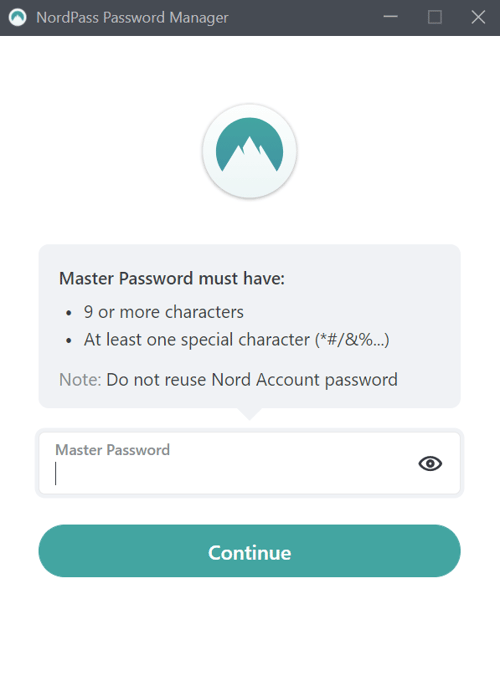 NordPass Password Manager
Master Password must have:
• 9 or more characters
• At least one special character (*#/&%...)
Note: Do not reuse Nord Account password
Master Password
Continue